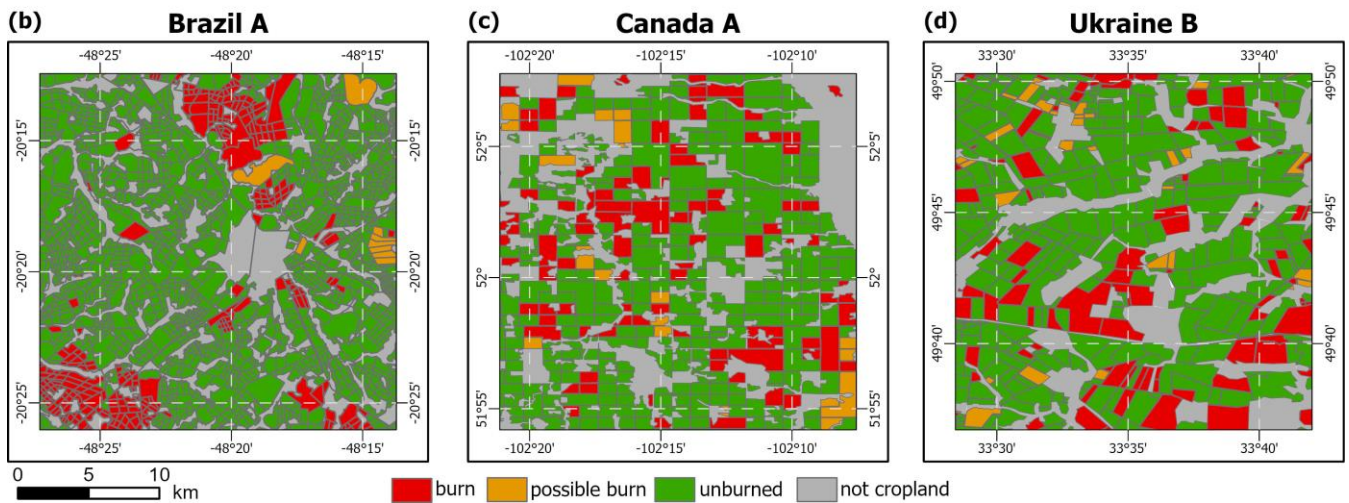 (b) Brazil A
-48°25' -48°20' -48°15'
-20°15' -20°15'
-20°20' -20°20'
-20°25' -20°25'
-48°25' -48°20' -48°15'
(c) Canada A
-102°20' -102°15' -102°10'
52°5' 52°5'
52° 52°
51°55' 51°55'
-102°20' -102°15' -102°10'
(d) Ukraine B
33°30' 33°35' 33°40'
49°50' 49°50'
49°45' 49°45'
49°40' 49°40'
33°30' 33°35' 33°40'
0 5 10
km
burn possible burn unburned not cropland